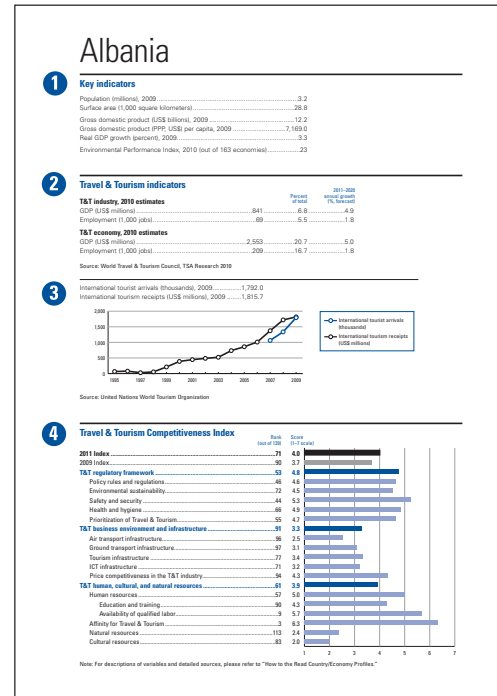 Albania
1
Key indicators
Population (millions), 2009 3.2
Surface area (1,000 square kilometers) 28.8
Gross domestic product (US$ billions), 2009 12.2
Gross domestic product (PPP, US$) per capita, 2009 7,169.0
Real GDP growth (percent), 2009 3.3
Environmental Performance Index, 2010 (out of 163 economies) 23
2
Travel & Tourism indicators
Percent of total
2011–2020 annual growth (%, forecast)
T&T industry, 2010 estimates
GDP (US$ millions) 841 6.8 4.9
Employment (1,000 jobs) 69 5.5 1.8
T&T economy, 2010 estimates
GDP (US$ millions) 2,553 20.7 5.0
Employment (1,000 jobs) 209 16.7 1.8
Source: World Travel & Tourism Council, TSA Research 2010
3
International tourist arrivals (thousands), 2009 1,792.0
International tourism receipts (US$ millions), 2009 1,815.7
2,000
1,500
1,000
500
0
1995 1997 1999 2001 2003 2005 2007 2009
International tourist arrivals (thousands)
International tourism receipts (US$ millions)
Source: United Nations World Tourism Organization
4
Travel & Tourism Competitiveness Index
Rank (out of 139)
Score (1–7 scale)
2011 Index 71 4.0
2009 Index 90 3.7
T&T regulatory framework 53 4.8
Policy rules and regulations 46 4.6
Environmental sustainability 72 4.5
Safety and security 44 5.3
Health and hygiene 66 4.9
Prioritization of Travel & Tourism 55 4.7
T&T business environment and infrastructure 91 3.3
Air transport infrastructure 96 2.5
Ground transport infrastructure 97 3.1
Tourism infrastructure 77 3.4
ICT infrastructure 71 3.2
Price competitiveness in the T&T industry 94 4.3
T&T human, cultural, and natural resources 61 3.9
Human resources 57 5.0
Education and training 90 4.3
Availability of qualified labor 9 5.7
Affinity for Travel & Tourism 3 6.3
Natural resources 113 2.4
Cultural resources 83 2.0
1 2 3 4 5 6 7
Note: For descriptions of variables and detailed sources, please refer to "How to the Read Country/Economy Profiles."